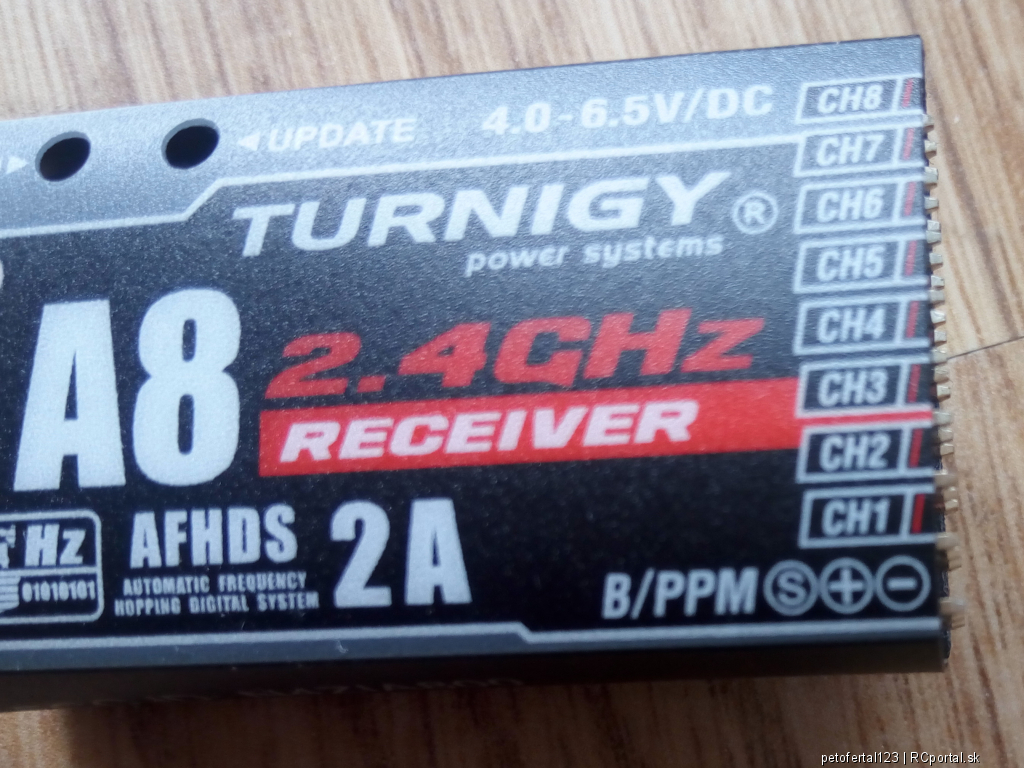 ◄UPDATE
4.0-6.5V/DC
CH8
CH7
TURNIGY®
CH6
power systems
CH5
A8
2.4GHz
CH4
RECEIVER
CH3
CH2
Hz
01010101
AFHDS
2A
CH1
AUTOMATIC FREQUENCY
HOPPING DIGITAL SYSTEM
B/PPM S + -
petofertal123 | RCportal.sk